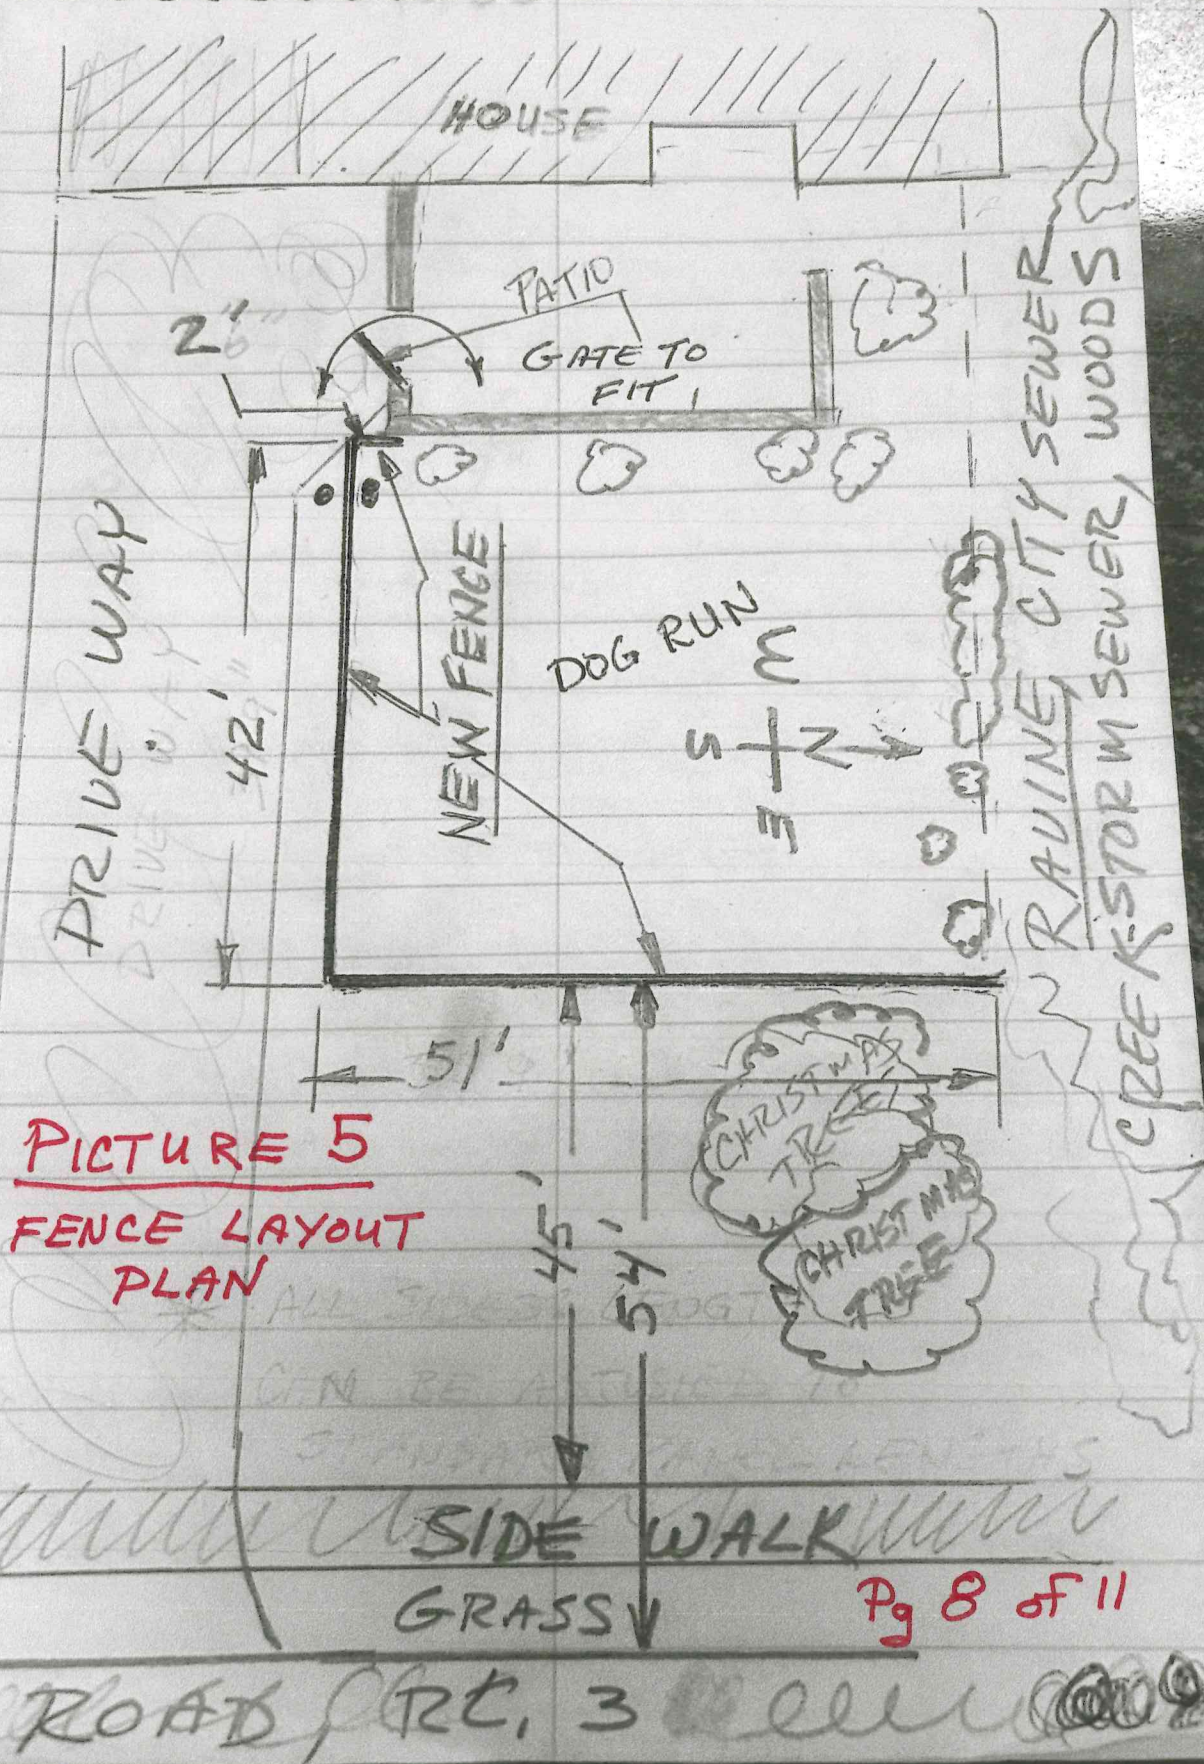 HOUSE
PATIO
2'
GATE TO
FIT
DRIVE WAY
42'
NEW FENCE
DOG RUN
W
S
N
E
RAVINE, CITY SEWER
CREEK-STORM SEWER, WOODS
51'
CHRISTMAS
TREE
CHRISTMAS
TREE
PICTURE 5
FENCE LAYOUT
PLAN
45'
54'
SIDE WALK
GRASS
Pg 8 of 11
ROAD, Rt. 3